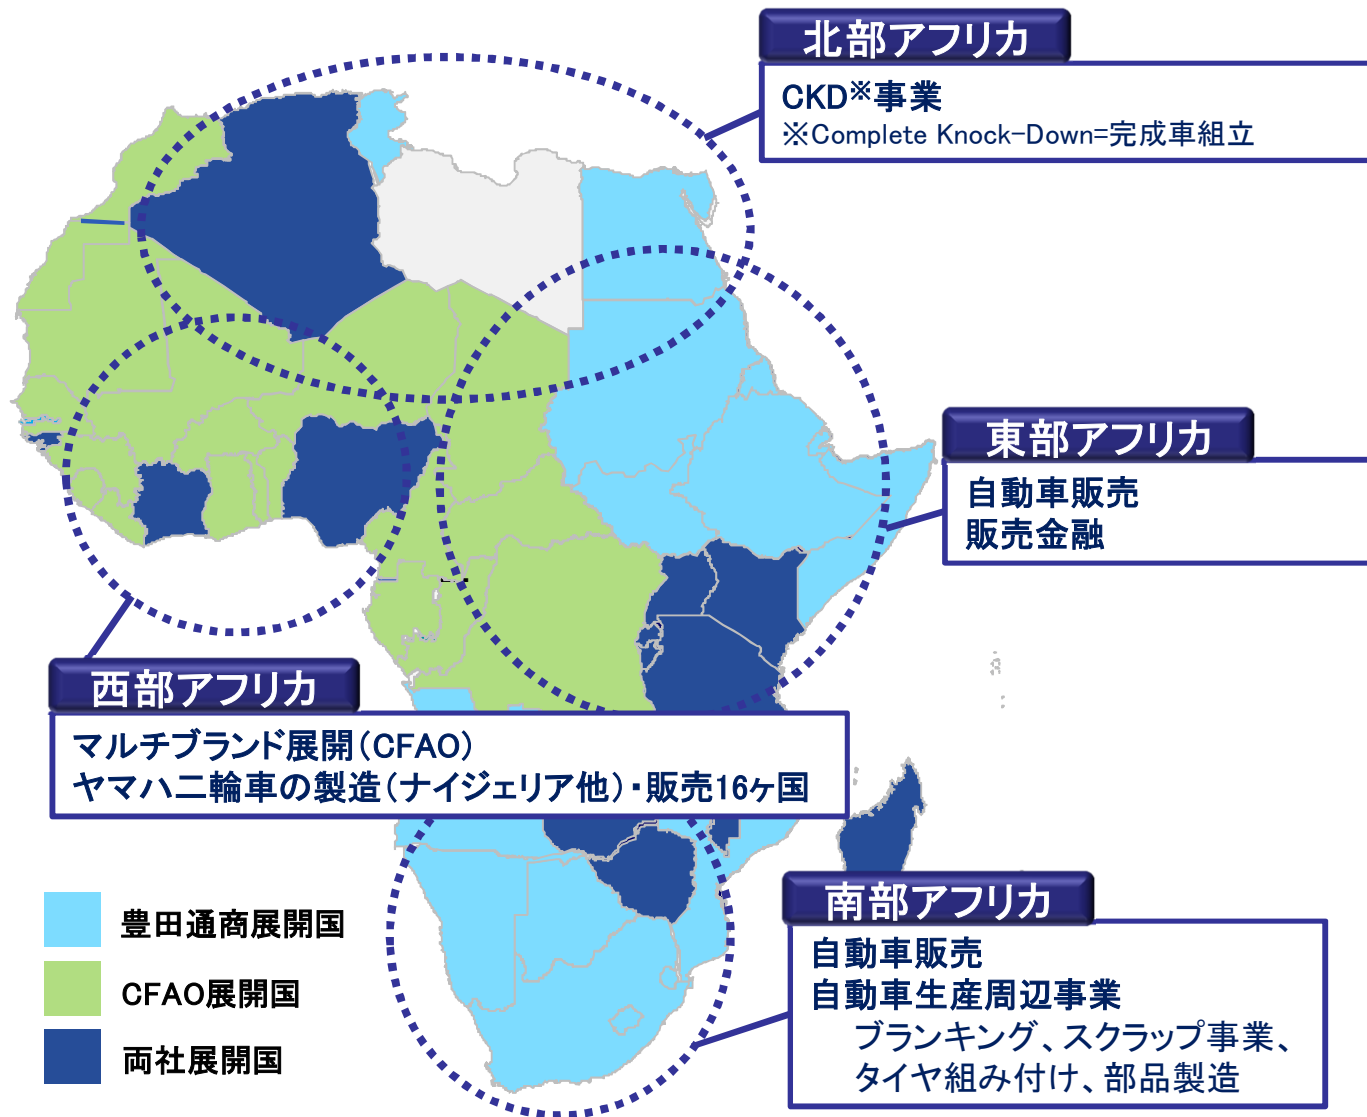 北部アフリカ
CKD※事業
※Complete Knock-Down=完成車組立
東部アフリカ
自動車販売
販売金融
西部アフリカ
マルチブランド展開(CFAO)
ヤマハ二輪車の製造(ナイジェリア他)・販売16ヶ国
南部アフリカ
自動車販売
自動車生産周辺事業
ブランキング、スクラップ事業、
タイヤ組み付け、部品製造
豊田通商展開国
CFAO展開国
両社展開国